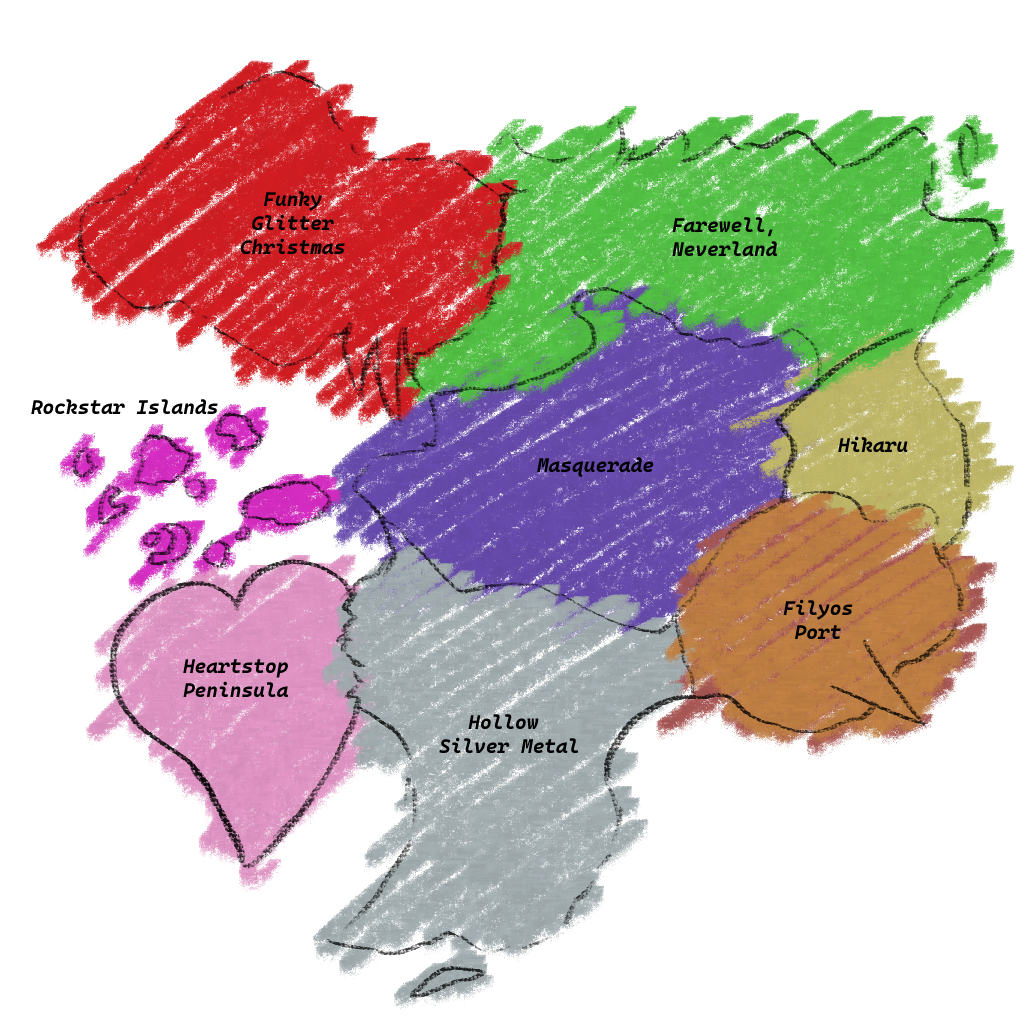 Funky
Glitter
Christmas
Farewell,
Neverland
Rockstar Islands
Hikaru
Masquerade
Filyos
Port
Heartstop
Peninsula
Hollow
Silver Metal